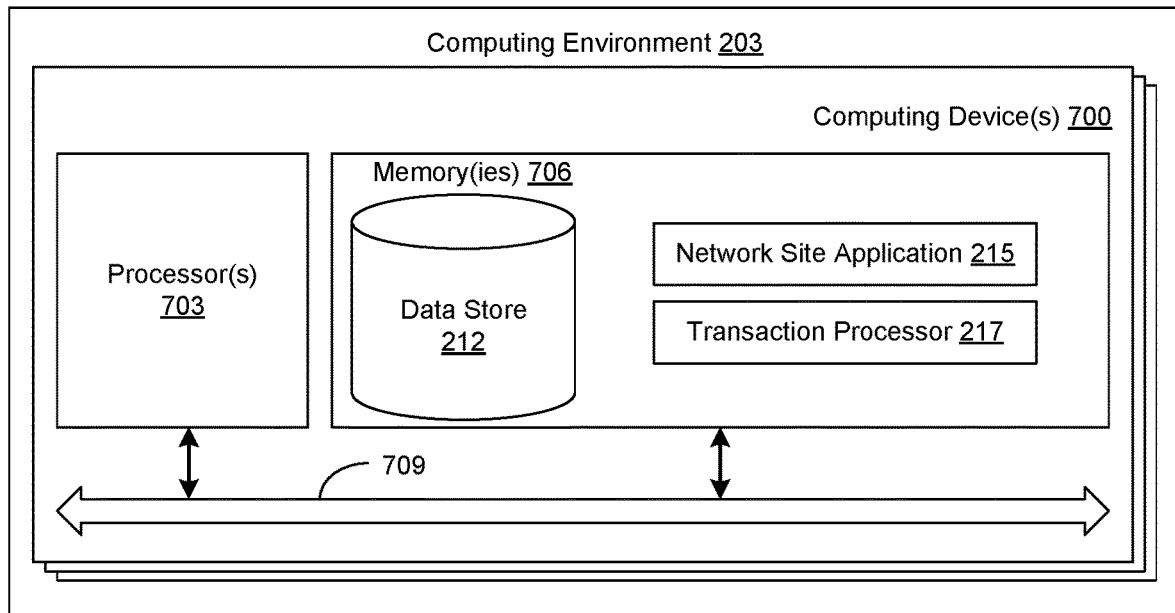 Computing Environment 203
Computing Device(s) 700
Processor(s)
703
Memory(ies) 706
Data Store
212
Network Site Application 215
Transaction Processor 217
709